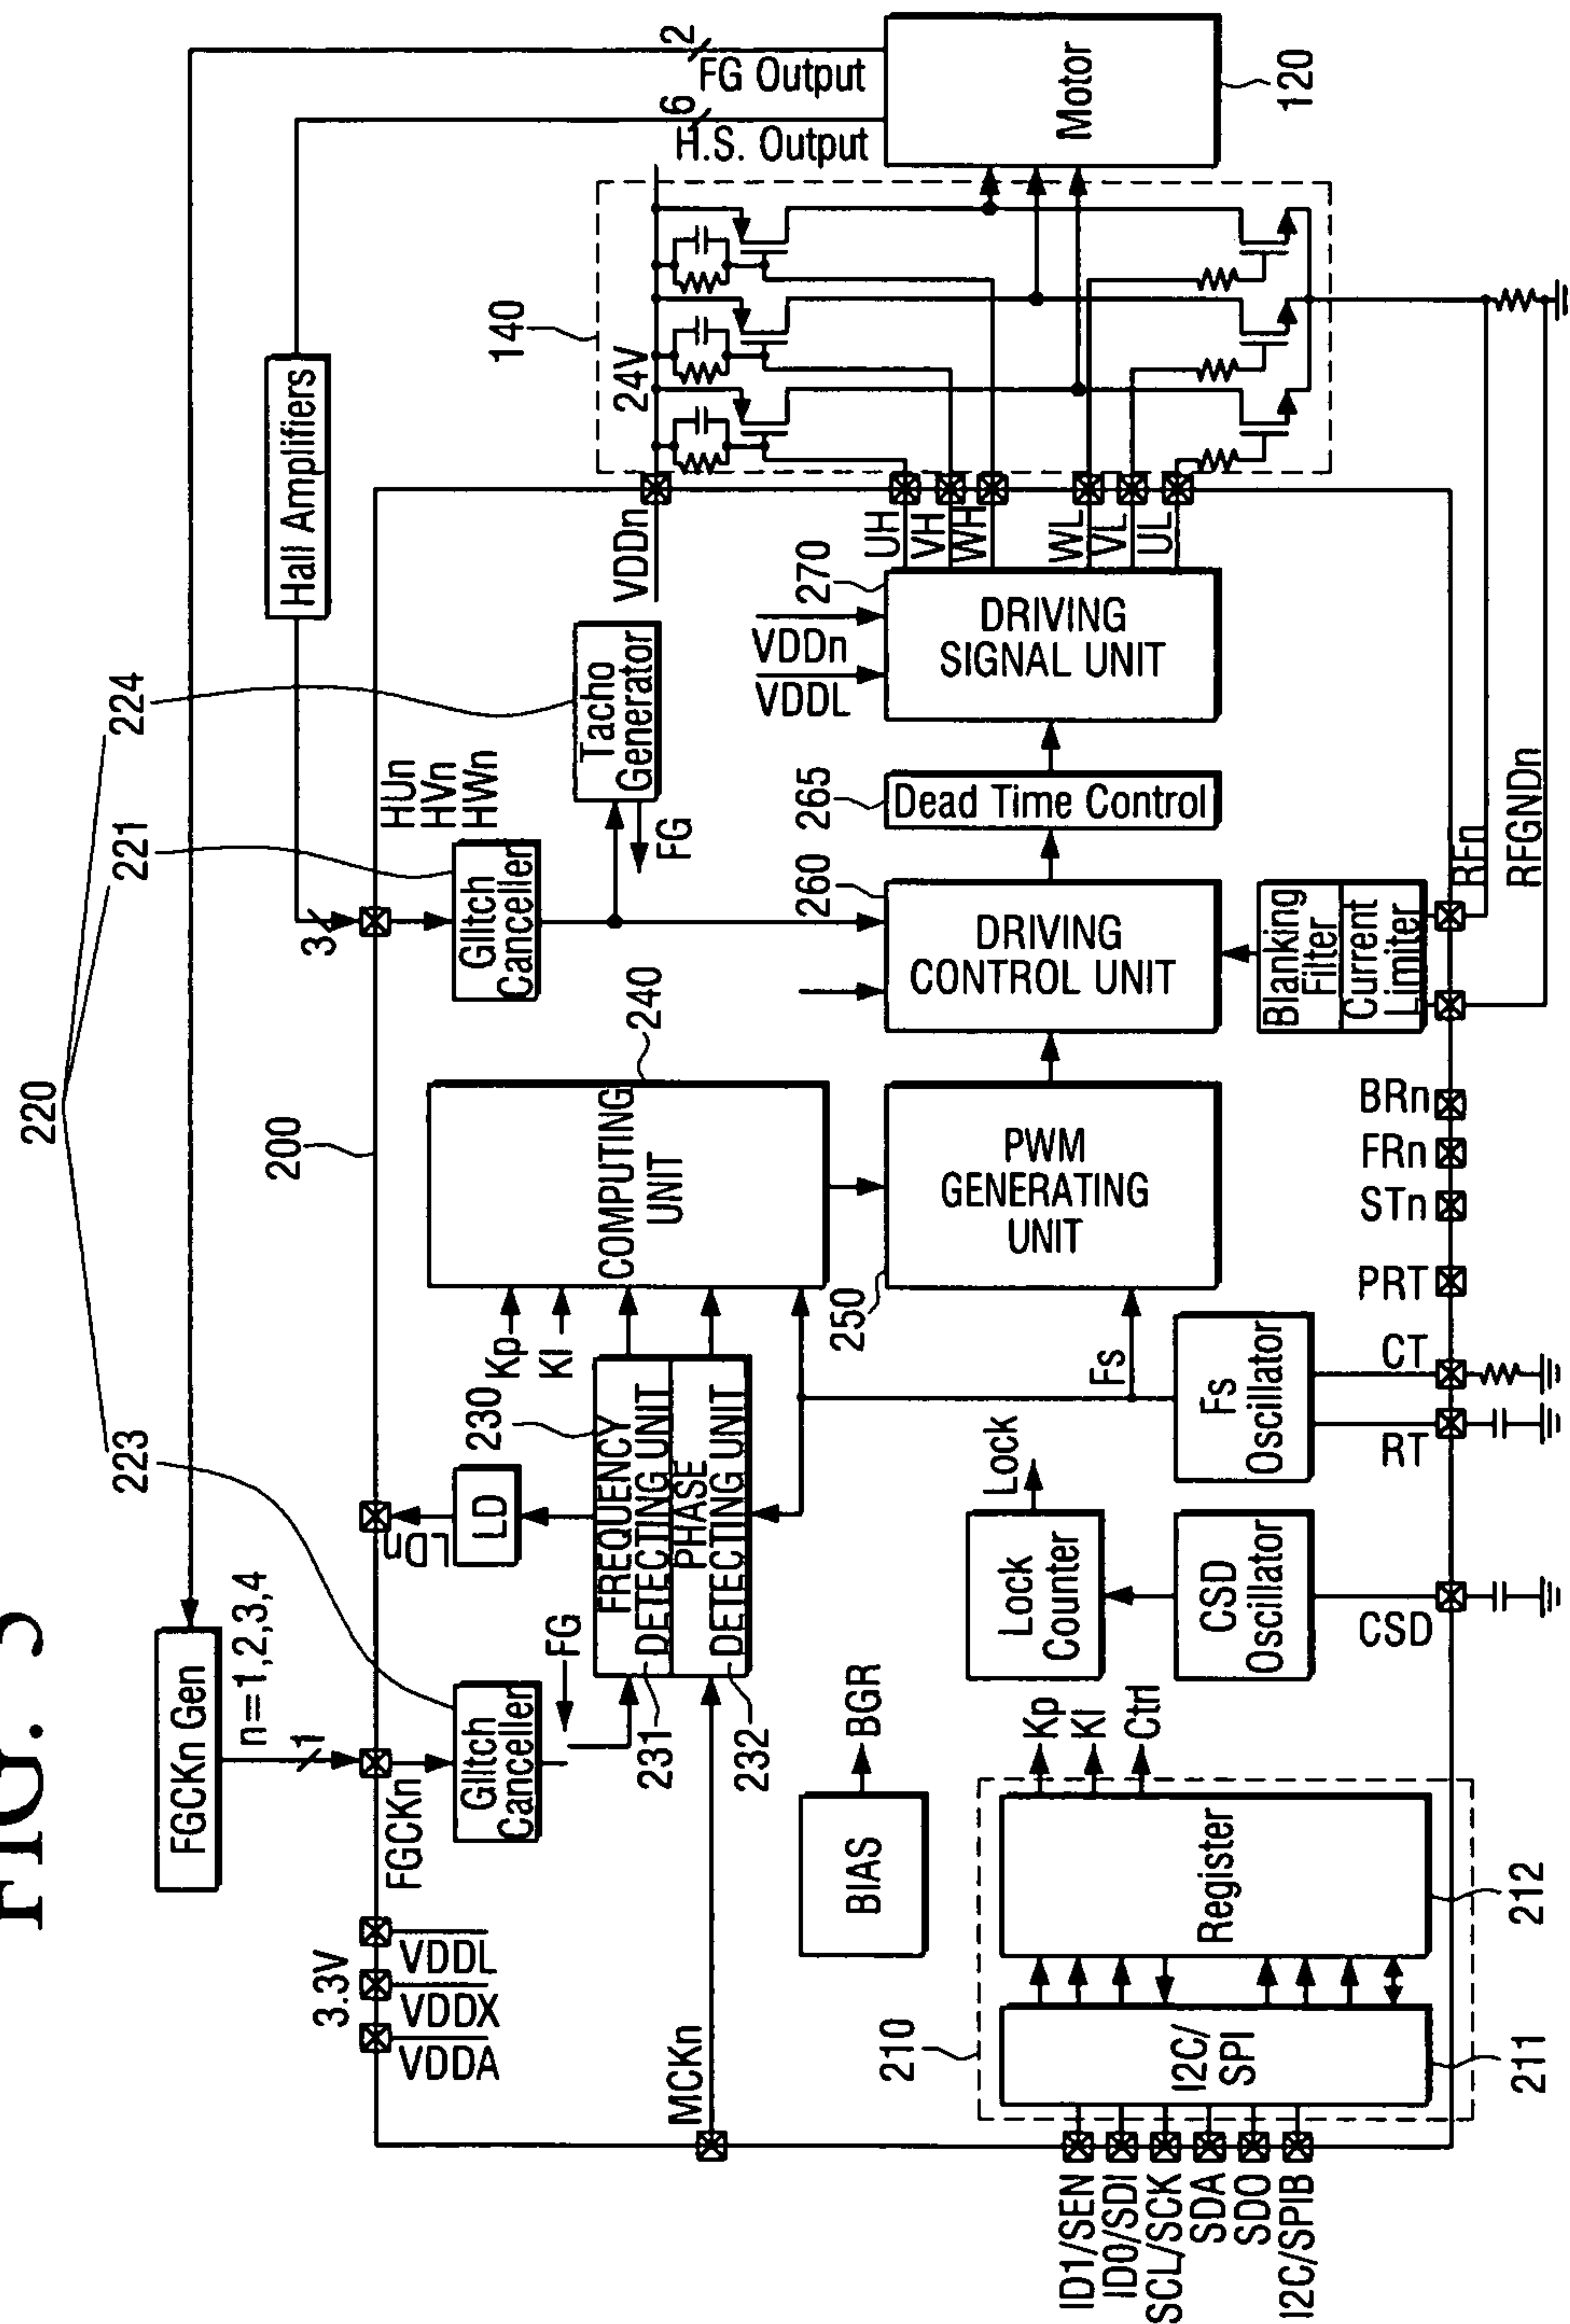 FIG. 3
220
223
221
224
FGCKn Gen
n=1,2,3,4
1
Hall Amplifiers
3
200
3.3V
VDDA
VDDX
VDDL
FGCKn
LDn
HUn
HVn
HWn
Glitch
Canceller
LD
Glitch
Canceller
FG
230
Kp
KI
FREQUENCY
DETECTING UNIT
PHASE
DETECTING UNIT
231
232
COMPUTING
UNIT
240
Tacho
Generator
FG
VDDn
24V
140
6
H.S. Output
2
FG Output
MCKn
BIAS
BGR
250
PWM
GENERATING
UNIT
Fs
260
DRIVING
CONTROL UNIT
265
Dead Time Control
270
VDDL
VDDn
DRIVING
SIGNAL UNIT
UH
VH
WH
WL
VL
UL
Motor
120
210
ID1/SEN
ID0/SDI
SCL/SCK
SDA
SDO
I2C/SPIB
I2C/
SPI
211
Register
212
Kp
KI
Ctrl
Lock
Counter
Lock
CSD
Oscillator
Fs
Oscillator
Blanking
Filter
Current
Limiter
CSD
RT
CT
PRT
STn
FRn
BRn
RFn
RFGNDn